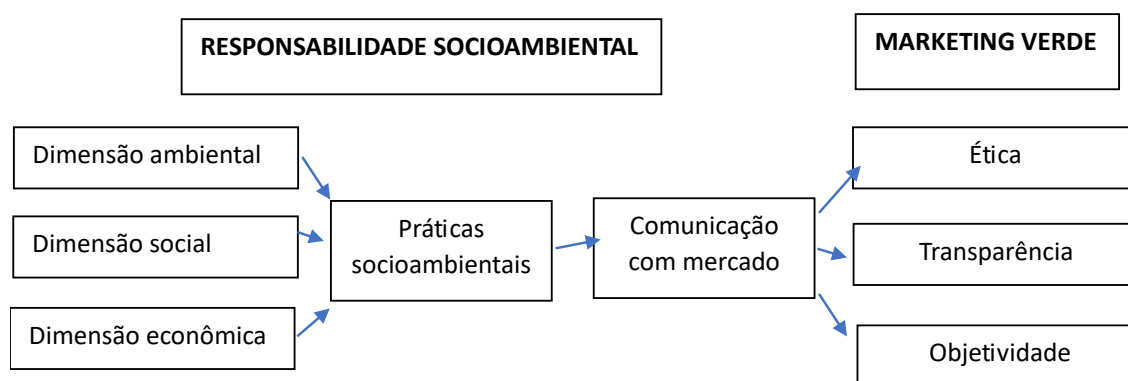 RESPONSABILIDADE SOCIOAMBIENTAL
MARKETING VERDE
Dimensão ambiental
Dimensão social
Dimensão econômica
Práticas
socioambientais
Comunicação
com mercado
Ética
Transparência
Objetividade